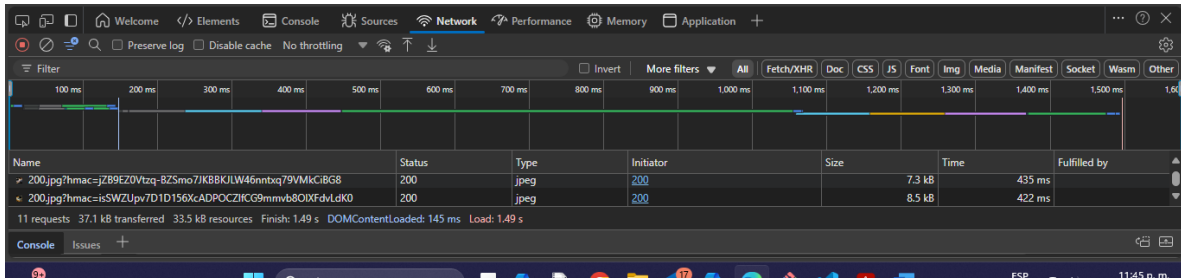 Welcome </> Elements Console Sources Network Performance Memory Application + ... 
Preserve log Disable cache No throttling
Filter Invert More filters All Fetch/XHR Doc CSS JS Font Img Media Manifest Socket Wasm Other
100 ms 200 ms 300 ms 400 ms 500 ms 600 ms 700 ms 800 ms 900 ms 1,000 ms 1,100 ms 1,200 ms 1,300 ms 1,400 ms 1,500 ms
Name Status Type Initiator Size Time Fulfilled by
200.jpg?hmac=jZB9EZ0Vtzq-BZSmo7JKBBKJLW46nntxq79VMkCiBG8 200 jpeg 200 7.3 kB 435 ms
200.jpg?hmac=isSWZUpv7D1D156XcADPOCZIfCG9mmvb8OlXFdvLdK0 200 jpeg 200 8.5 kB 422 ms
11 requests 37.1 kB transferred 33.5 kB resources Finish: 1.49 s DOMContentLoaded: 145 ms Load: 1.49 s
Console Issues +
9+ 17 ESP 11:45 p. m.